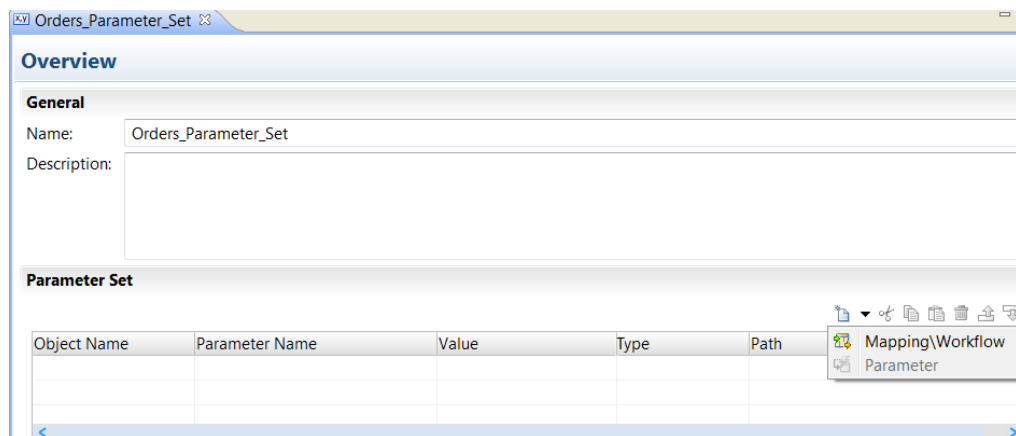 x,y Orders_Parameter_Set
Overview
General
Name: Orders_Parameter_Set
Description:
Parameter Set
Object Name Parameter Name Value Type Path
Mapping\Workflow
Parameter